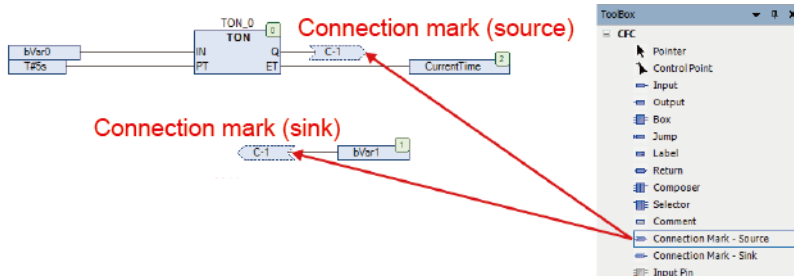 TON_0
TON
0
IN
Q
PT
ET
bVar0
T#5s
C-1
Connection mark (source)
CurrentTime
2
Connection mark (sink)
C-1
bVar1
1
ToolBox
CFC
Pointer
Control Point
Input
Output
Box
Jump
Label
Return
Composer
Selector
Comment
Connection Mark - Source
Connection Mark - Sink
Input Pin